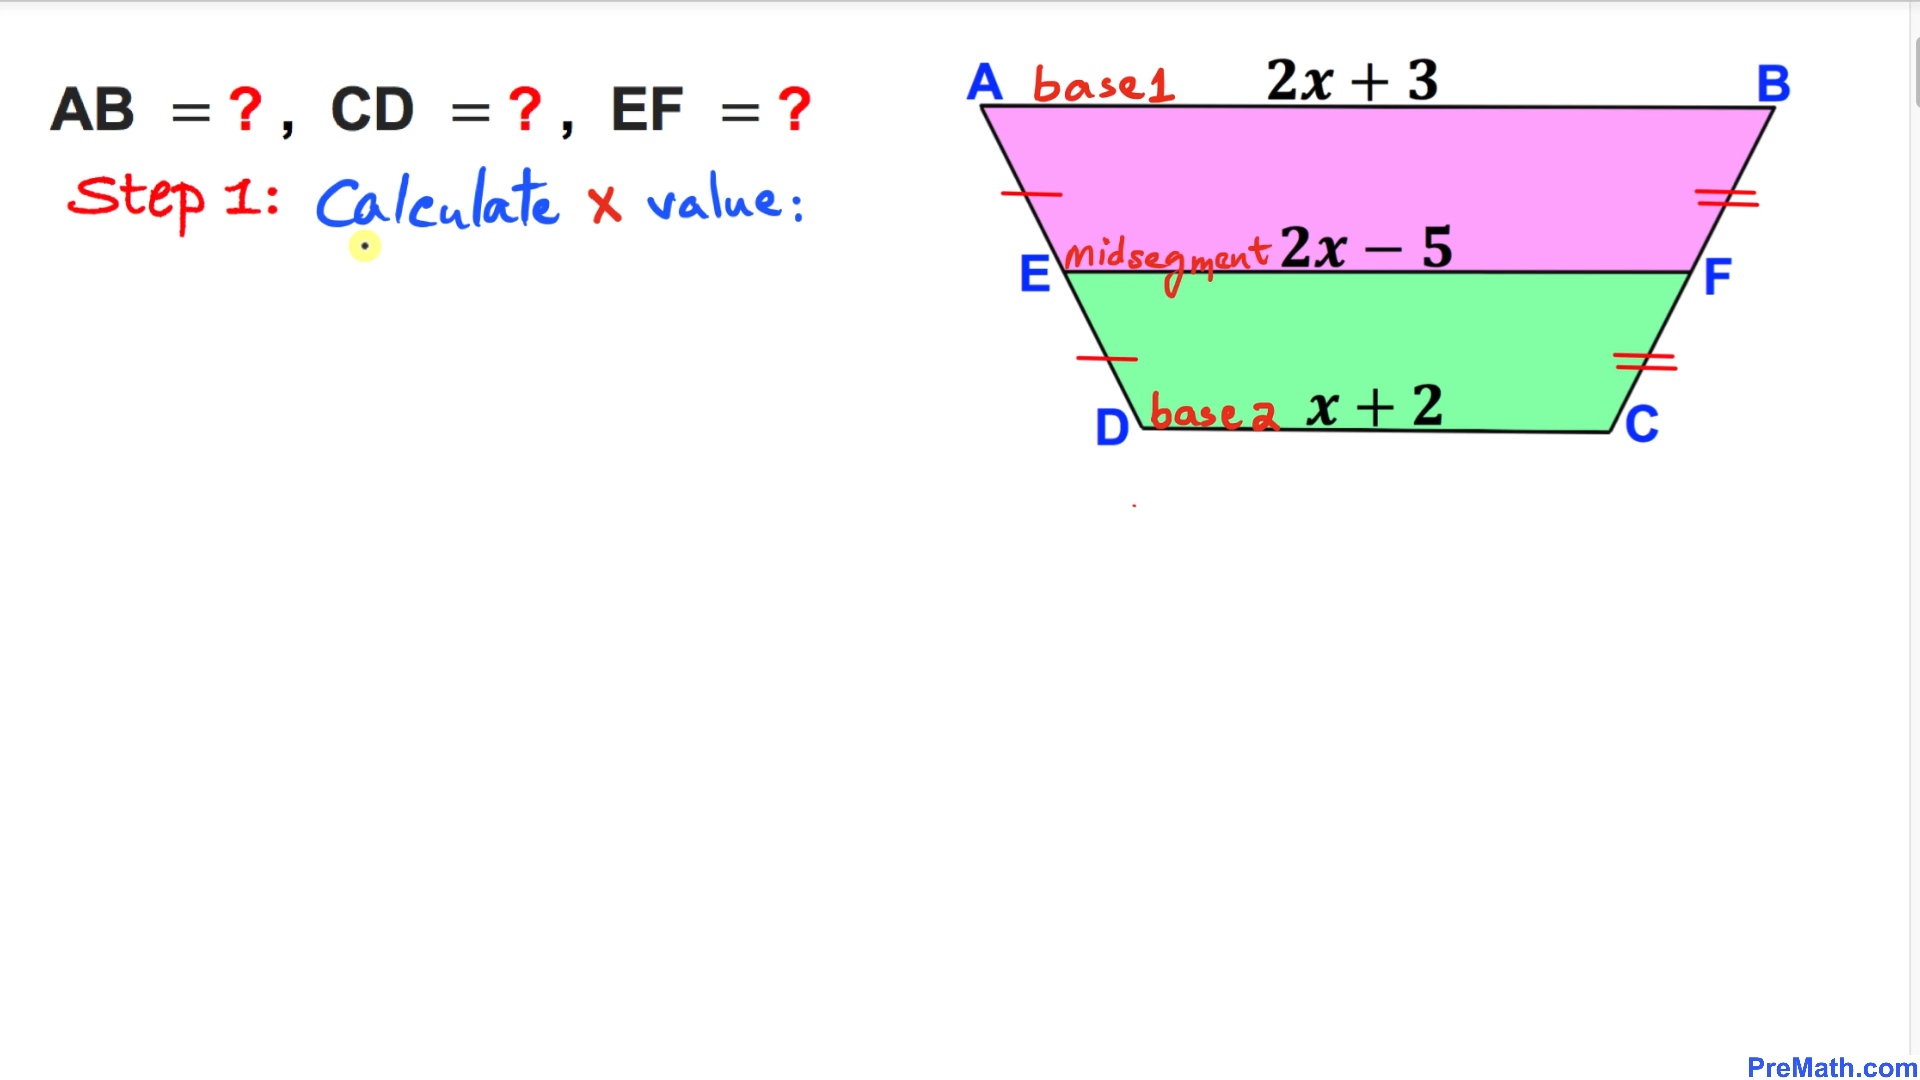 AB = ?, CD = ?, EF = ?
Step 1: Calculate x value:
A base1 2x + 3 B
E midsegment 2x − 5 F
D base2 x + 2 C
PreMath.com